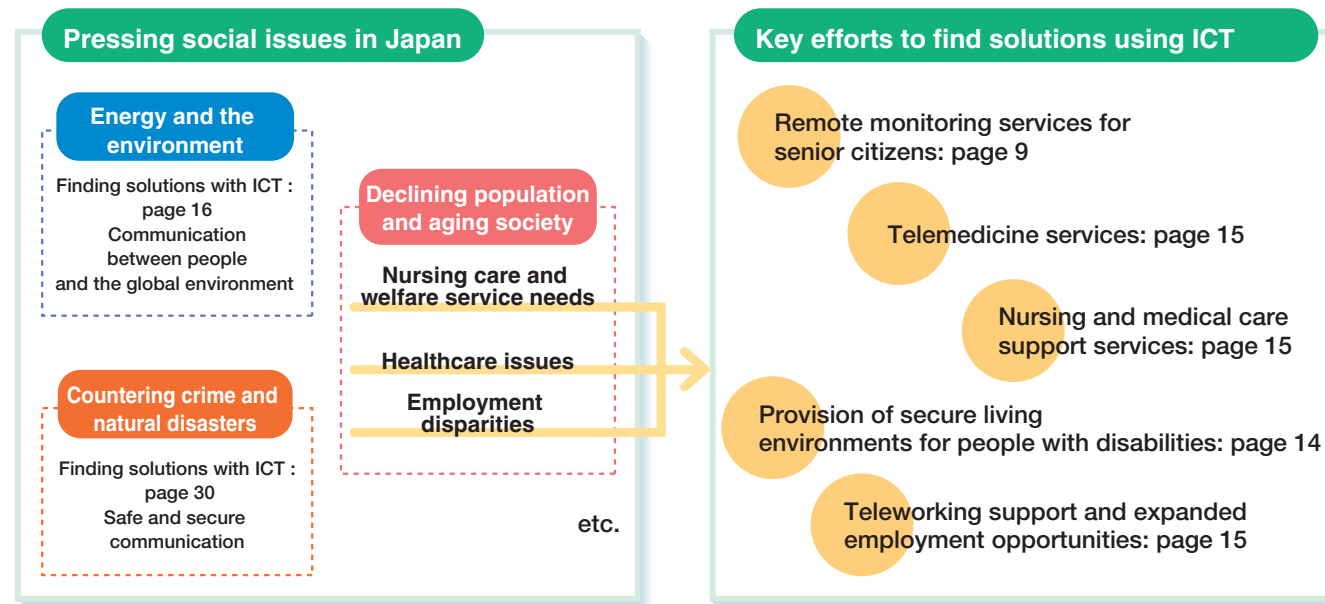 Pressing social issues in Japan
Energy and the
environment
Finding solutions with ICT :
page 16
Communication
between people
and the global environment
Countering crime and
natural disasters
Finding solutions with ICT :
page 30
Safe and secure
communication
Declining population
and aging society
Nursing care and
welfare service needs
Healthcare issues
Employment
disparities
etc.
Key efforts to find solutions using ICT
Remote monitoring services for
senior citizens: page 9
Telemedicine services: page 15
Nursing and medical care
support services: page 15
Provision of secure living
environments for people with disabilities: page 14
Teleworking support and expanded
employment opportunities: page 15